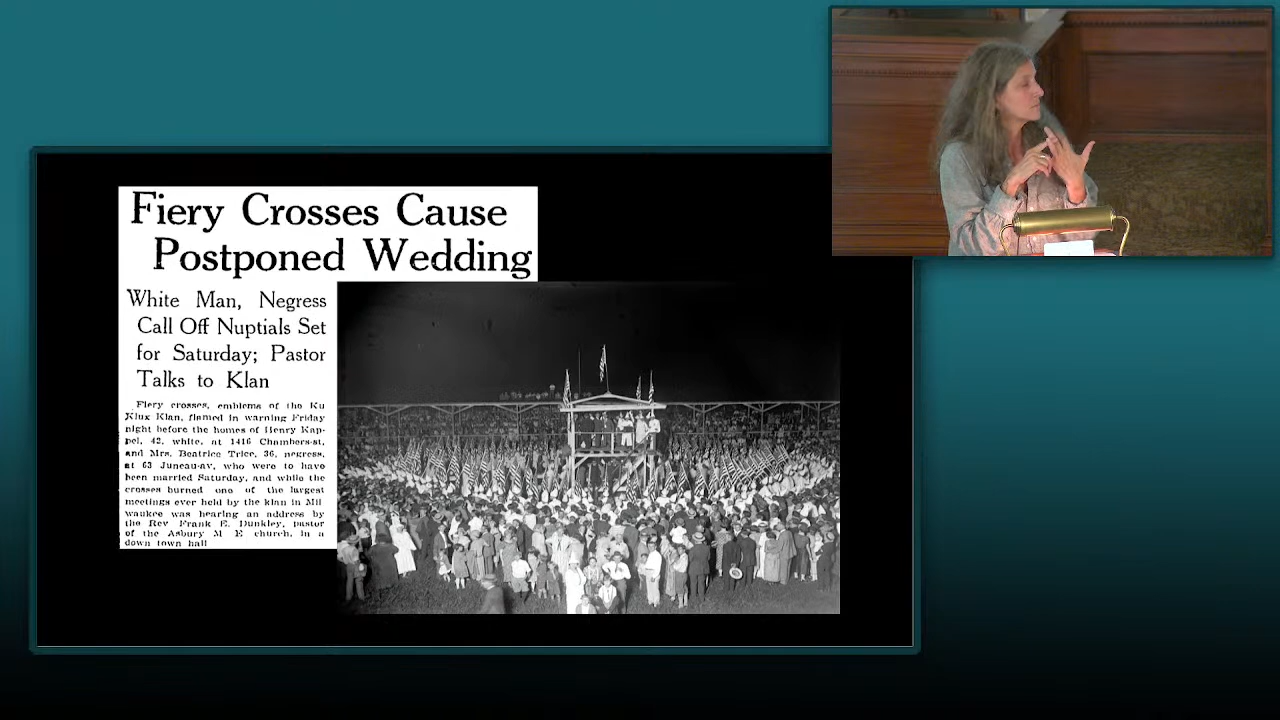 Fiery Crosses Cause
Postponed Wedding
White Man, Negress
Call Off Nuptials Set
for Saturday; Pastor
Talks to Klan
Fiery crosses, emblems of the Ku
Klux Klan, flamed in warning Friday
night before the homes of Henry Kap-
pel, 42, white, at 1416 Chambers-st,
and Mrs. Beatrice Trice, 36, negress,
at 63 Juneau-av, who were to have
been married Saturday, and while the
crosses burned one of the largest
meetings ever held by the klan in Mil
waukee was hearing an address by
the Rev Frank E. Dunkley, pastor
of the Asbury M E church, in a
down town hall